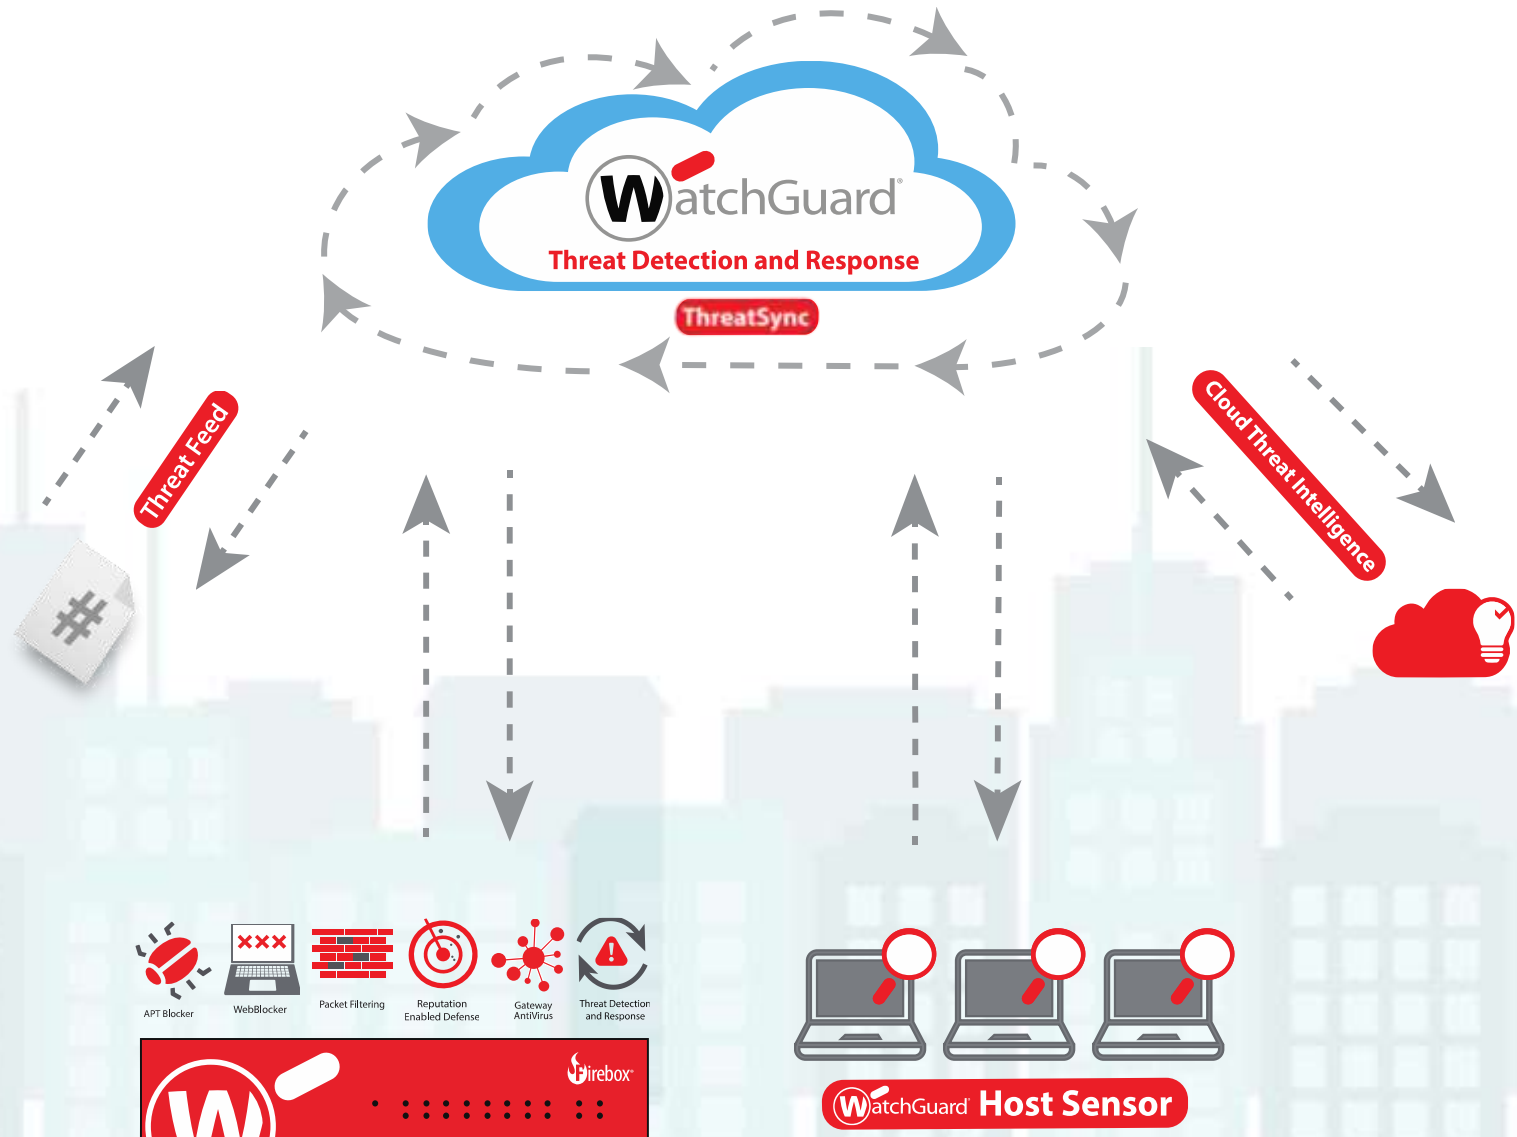 WatchGuard®
Threat Detection and Response
ThreatSync
Threat Feed
Cloud Threat Intelligence
#
XXX
APT Blocker
WebBlocker
Packet Filtering
Reputation
Enabled Defense
Gateway
AntiVirus
Threat Detection
and Response
!
Firebox®
W
WatchGuard Host Sensor